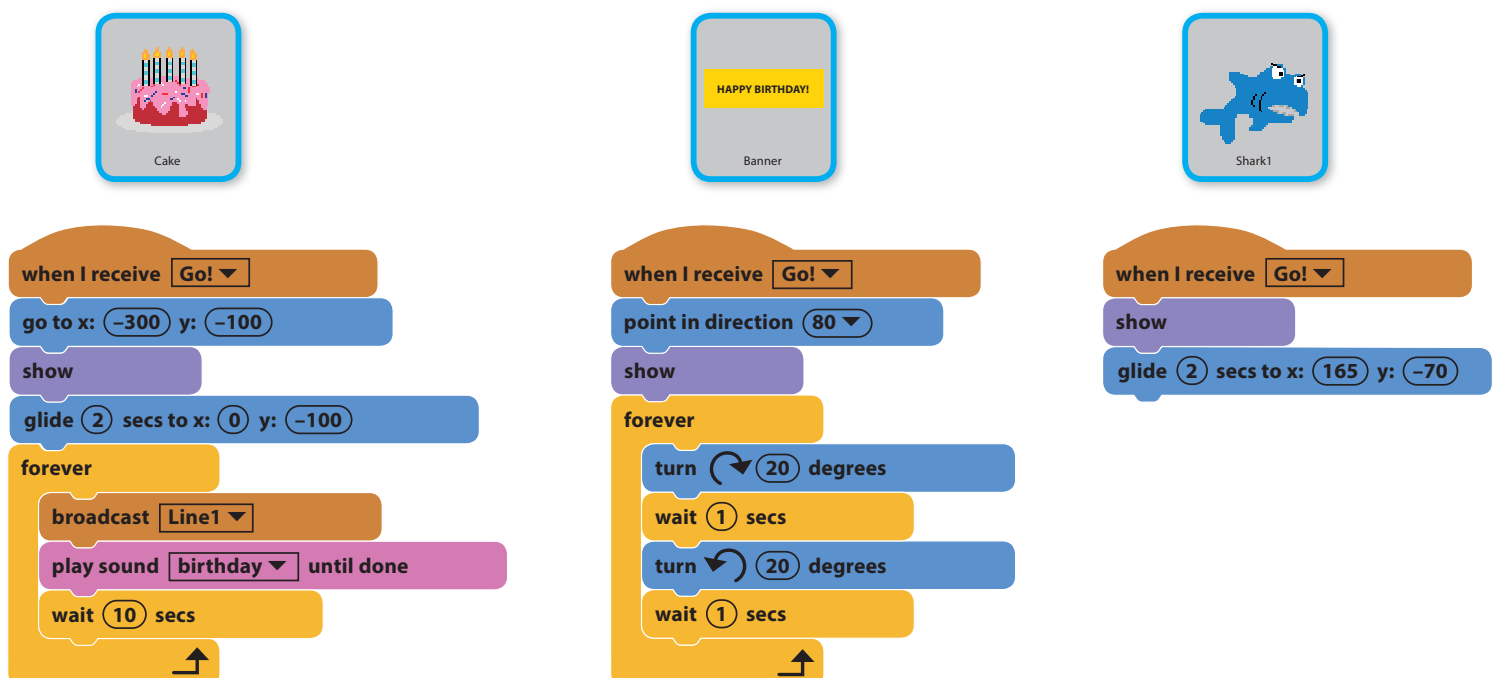 Cake
when I receive Go!
go to x: –300 y: –100
show
glide 2 secs to x: 0 y: –100
forever
broadcast Line1
play sound birthday until done
wait 10 secs
HAPPY BIRTHDAY!
Banner
when I receive Go!
point in direction 80
show
forever
turn 20 degrees
wait 1 secs
turn 20 degrees
wait 1 secs
Shark1
when I receive Go!
show
glide 2 secs to x: 165 y: –70